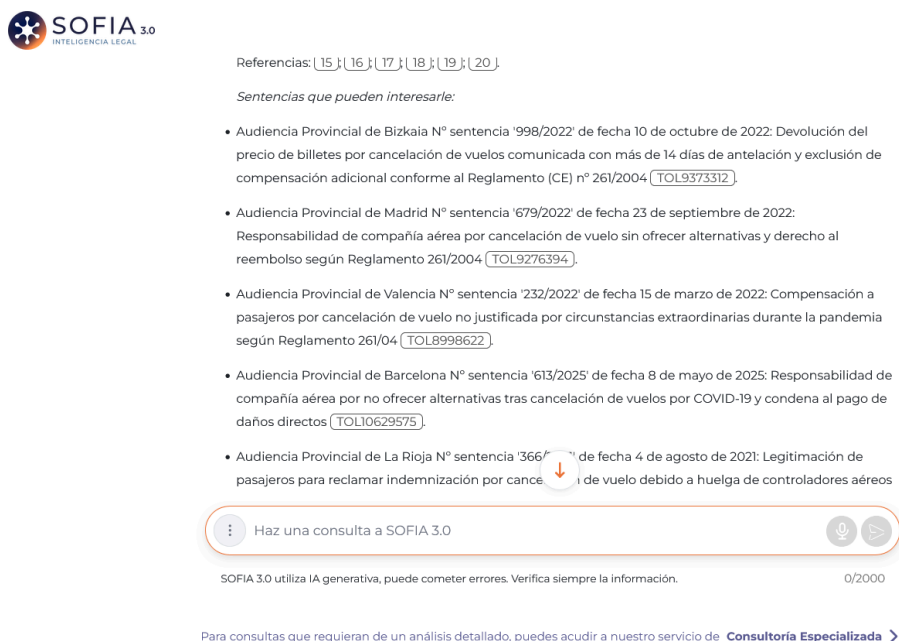 SOFIA 3.0
INTELIGENCIA LEGAL
Referencias: 15 ; 16 ; 17 ; 18 ; 19 ; 20 .
Sentencias que pueden interesarle:
• Audiencia Provincial de Bizkaia Nº sentencia '998/2022' de fecha 10 de octubre de 2022: Devolución del
precio de billetes por cancelación de vuelos comunicada con más de 14 días de antelación y exclusión de
compensación adicional conforme al Reglamento (CE) nº 261/2004 TOL9373312 .
• Audiencia Provincial de Madrid Nº sentencia '679/2022' de fecha 23 de septiembre de 2022:
Responsabilidad de compañía aérea por cancelación de vuelo sin ofrecer alternativas y derecho al
reembolso según Reglamento 261/2004 TOL9276394 .
• Audiencia Provincial de Valencia Nº sentencia '232/2022' de fecha 15 de marzo de 2022: Compensación a
pasajeros por cancelación de vuelo no justificada por circunstancias extraordinarias durante la pandemia
según Reglamento 261/04 TOL8998622 .
• Audiencia Provincial de Barcelona Nº sentencia '613/2025' de fecha 8 de mayo de 2025: Responsabilidad de
compañía aérea por no ofrecer alternativas tras cancelación de vuelos por COVID-19 y condena al pago de
daños directos TOL10629575 .
• Audiencia Provincial de La Rioja Nº sentencia '366/ de fecha 4 de agosto de 2021: Legitimación de
pasajeros para reclamar indemnización por de vuelo debido a huelga de controladores aéreos
Haz una consulta a SOFIA 3.0
SOFIA 3.0 utiliza IA generativa, puede cometer errores. Verifica siempre la información.
0/2000
Para consultas que requieran de un análisis detallado, puedes acudir a nuestro servicio de Consultoría Especializada